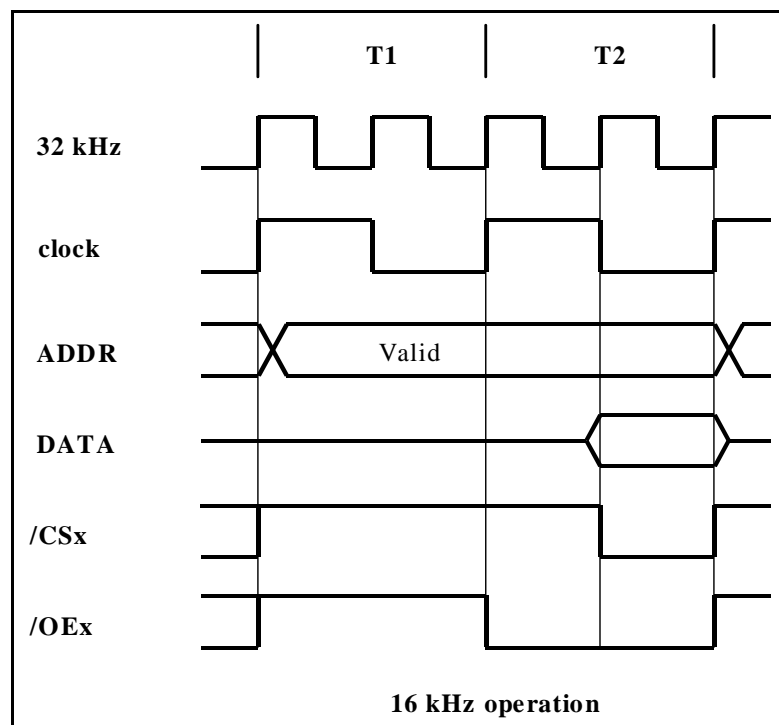 T1 T2
32 kHz
clock
ADDR Valid
DATA
/CSx
/OEx
16 kHz operation